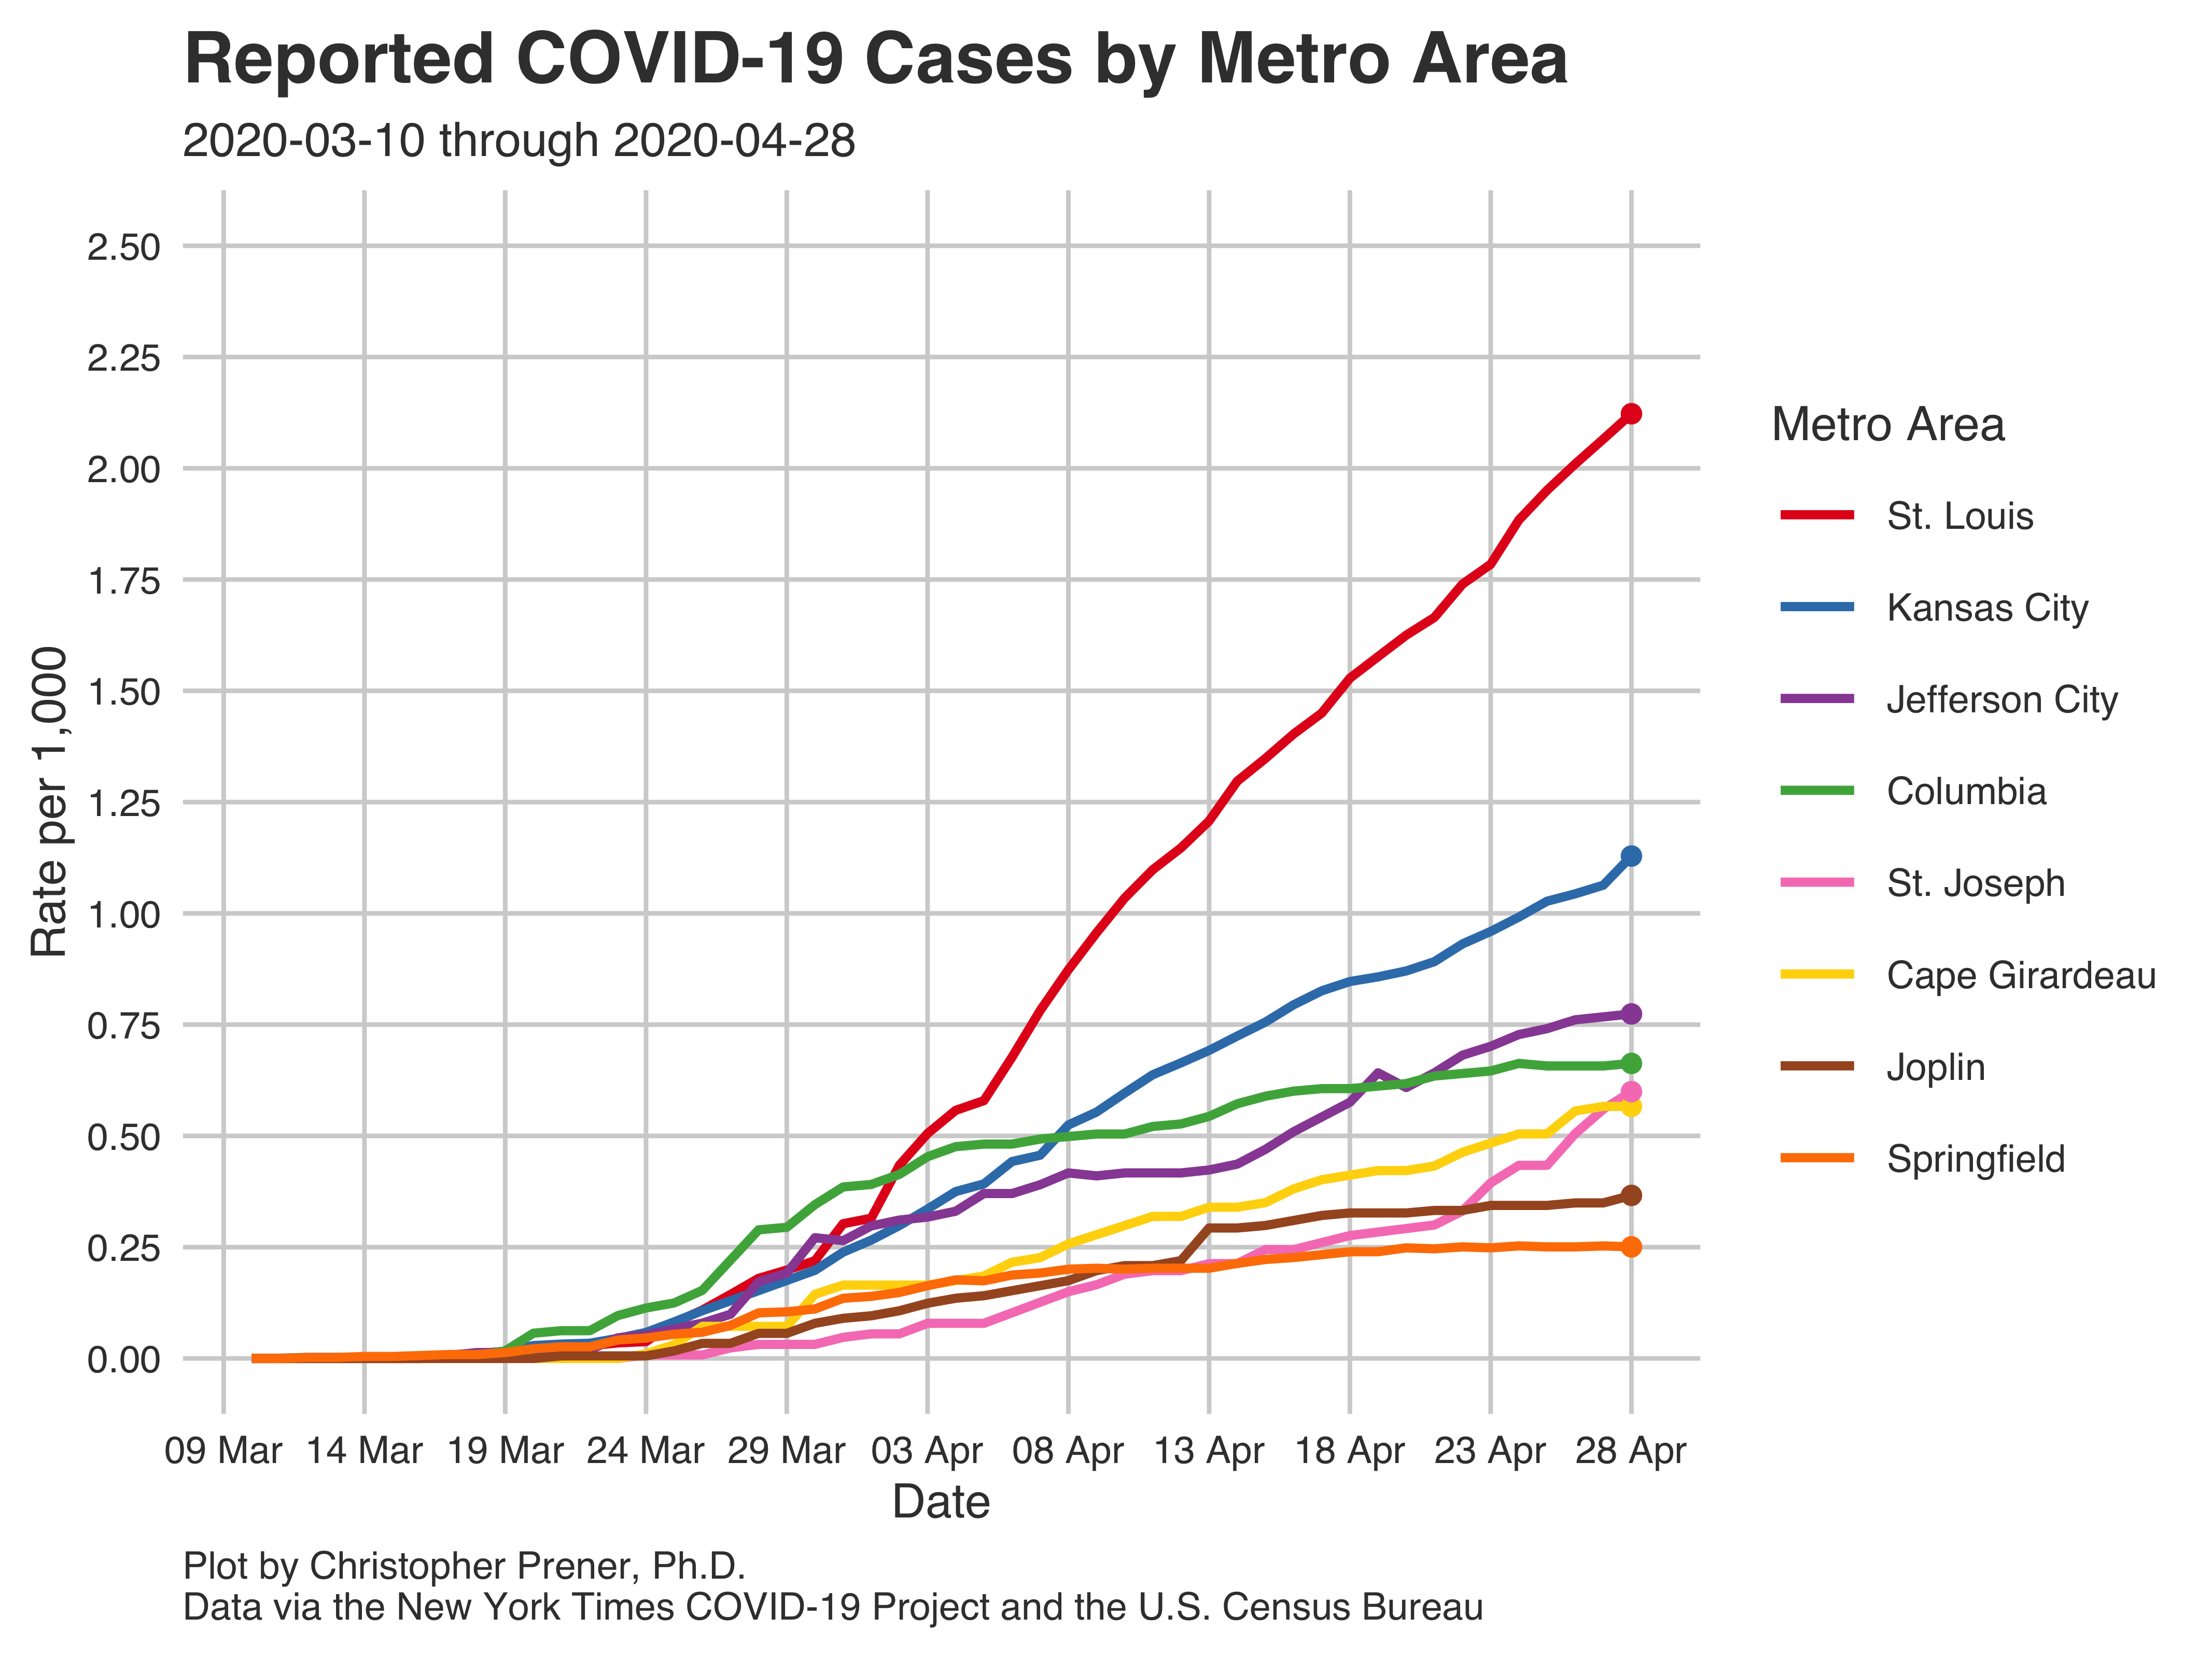 Reported COVID-19 Cases by Metro Area
2020-03-10 through 2020-04-28
Rate per 1,000
2.50
2.25
2.00
1.75
1.50
1.25
1.00
0.75
0.50
0.25
0.00
09 Mar 14 Mar 19 Mar 24 Mar 29 Mar 03 Apr 08 Apr 13 Apr 18 Apr 23 Apr 28 Apr
Date
Metro Area
St. Louis
Kansas City
Jefferson City
Columbia
St. Joseph
Cape Girardeau
Joplin
Springfield
Plot by Christopher Prener, Ph.D.
Data via the New York Times COVID-19 Project and the U.S. Census Bureau